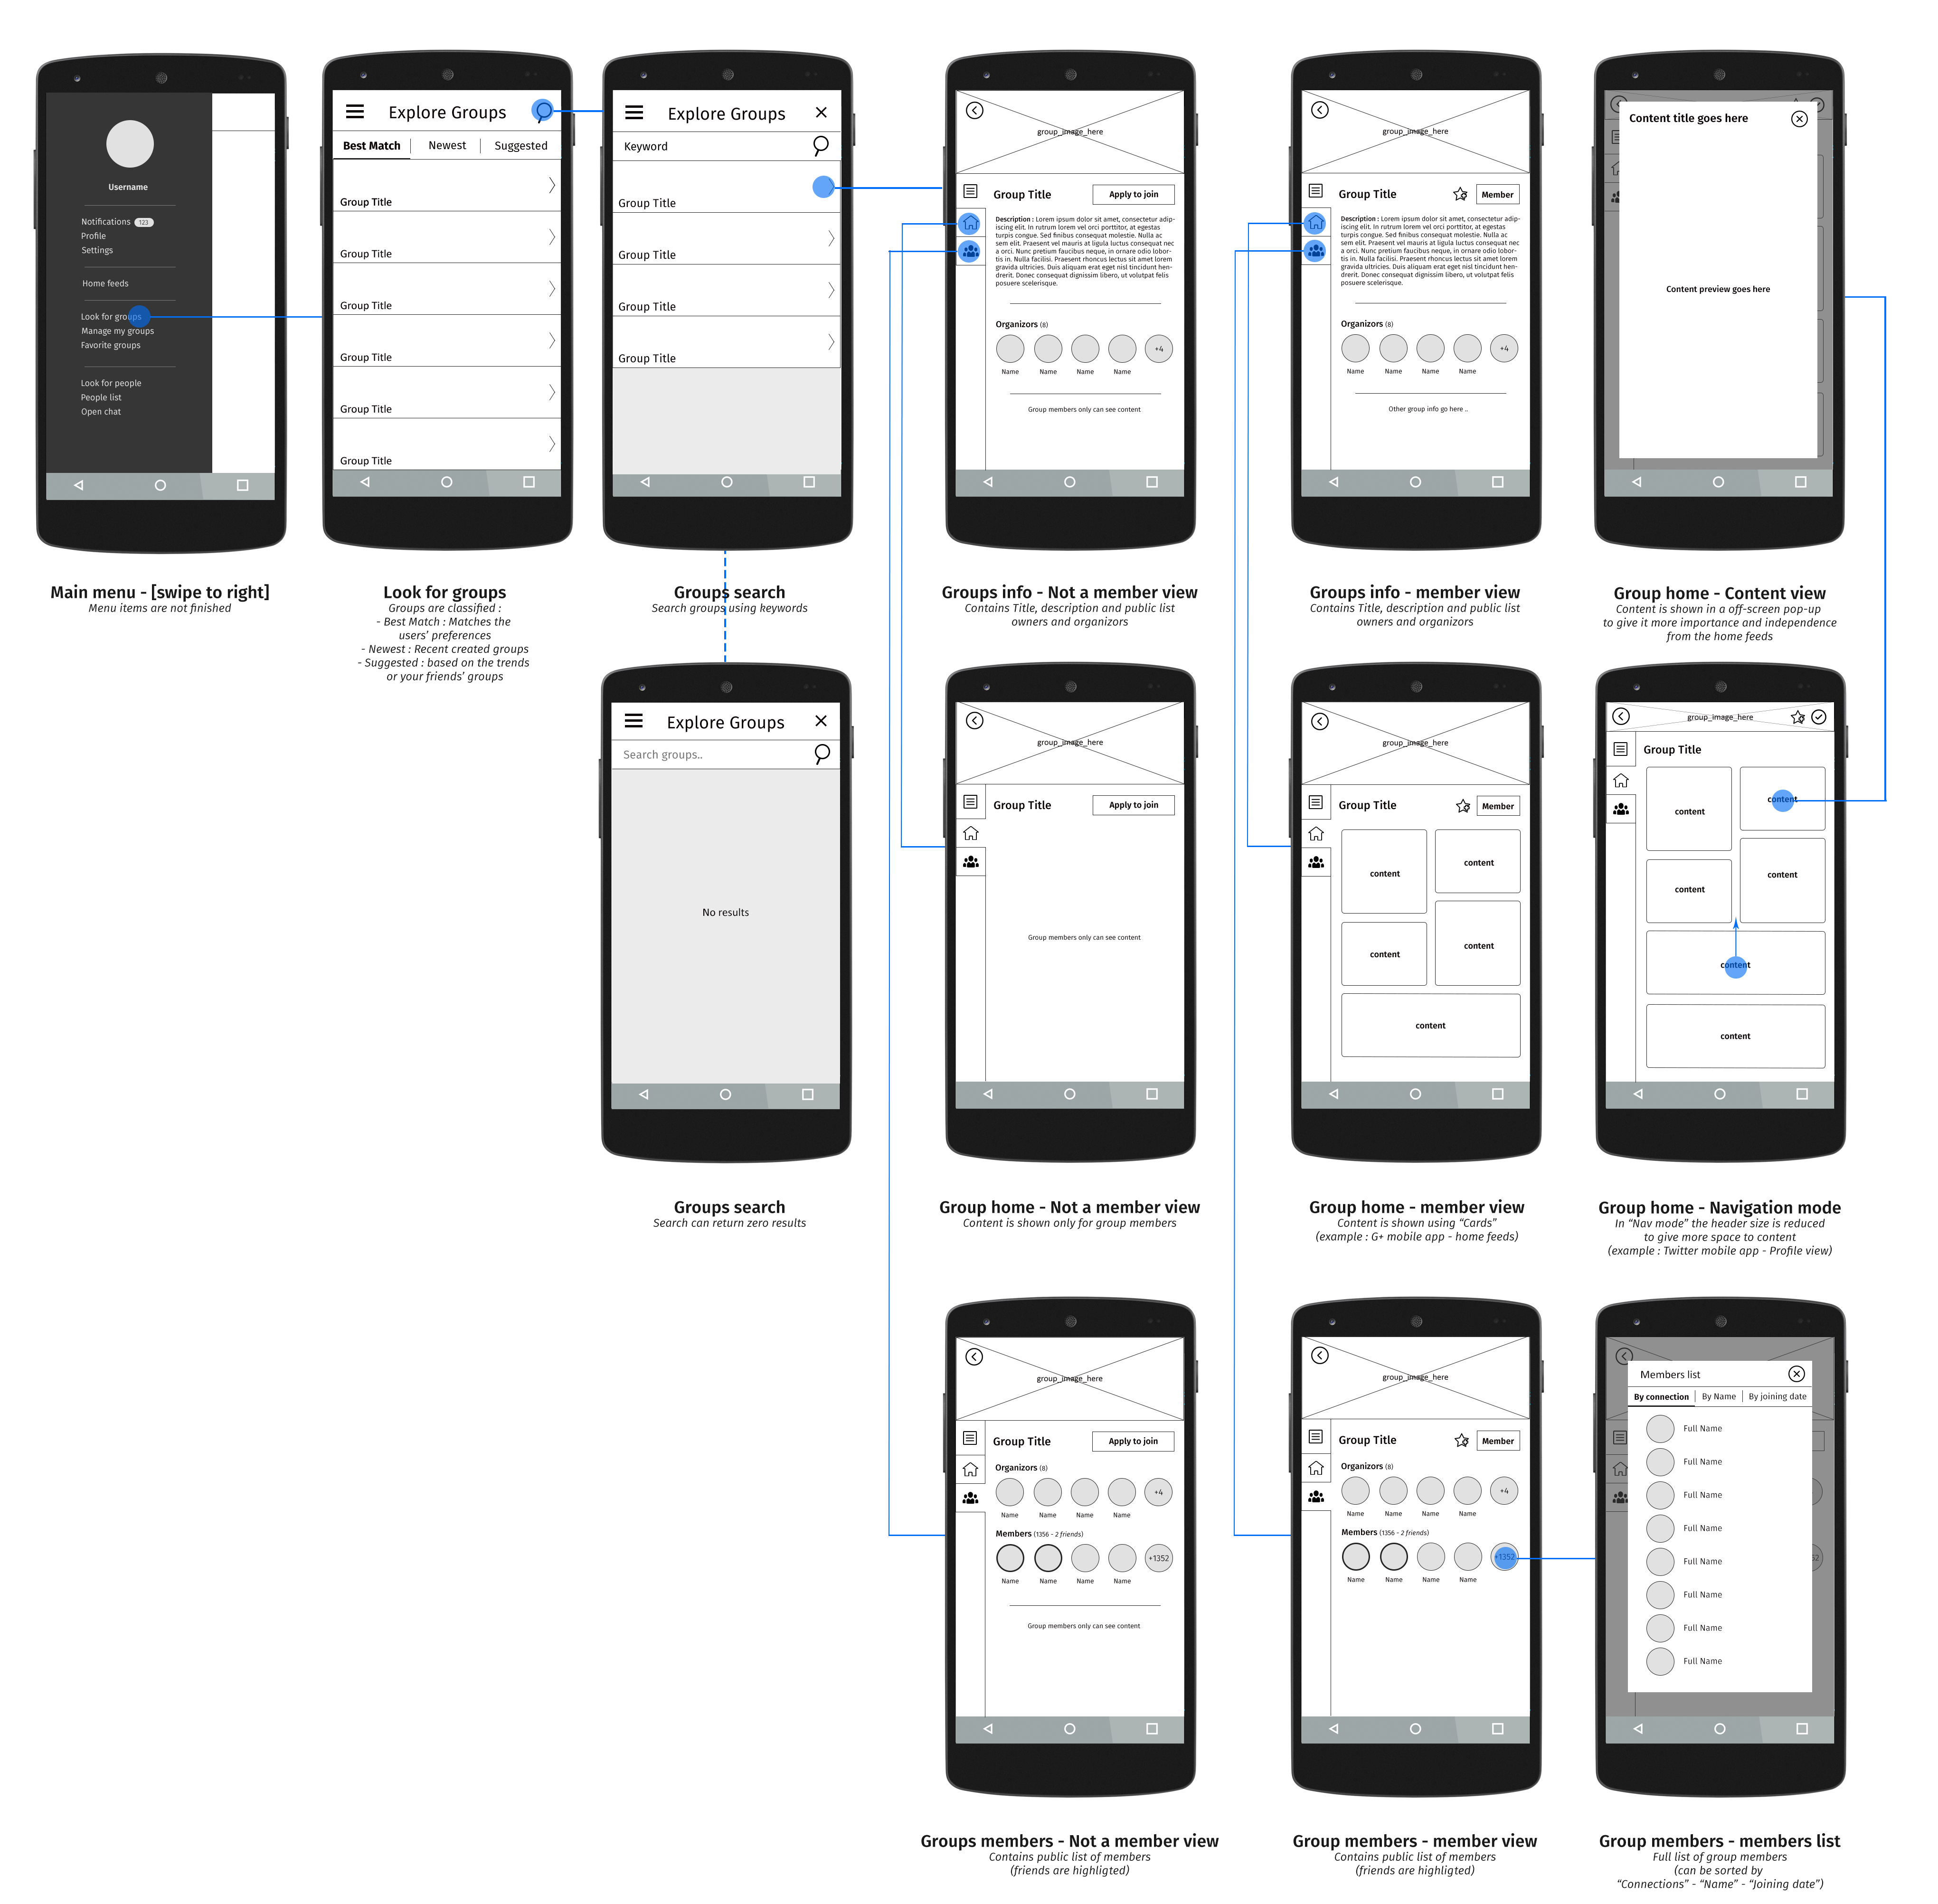 Username
Notifications 123
Profile
Settings
Home feeds
Look for groups
Manage my groups
Favorite groups
Look for people
People list
Open chat
Main menu - [swipe to right]
Menu items are not finished
Explore Groups
Best Match Newest Suggested
Group Title
Group Title
Group Title
Group Title
Group Title
Group Title
Look for groups
Groups are classified :
- Best Match : Matches the
users' preferences
- Newest : Recent created groups
- Suggested : based on the trends
or your friends' groups
Explore Groups
Keyword
Group Title
Group Title
Group Title
Group Title
Groups search
Search groups using keywords
group_image_here
Group Title Apply to join
Description : Lorem ipsum dolor sit amet, consectetur adip-
iscing elit. In rutrum lorem vel orci porttitor, at egestas
turpis congue. Sed finibus consequat molestie. Nulla ac
sem elit. Praesent vel mauris at ligula luctus consequat nec
a orci. Nunc pretium faucibus neque, in ornare odio lobor-
tis in. Nulla facilisi. Praesent rhoncus lectus sit amet lorem
gravida ultricies. Duis aliquam erat eget nisl tincidunt hen-
drerit. Donec consequat dignissim libero, ut volutpat felis
posuere scelerisque.
Organizors (8)
+4
Name Name Name Name
Group members only can see content
Groups info - Not a member view
Contains Title, description and public list
owners and organizors
group_image_here
Group Title Member
Description : Lorem ipsum dolor sit amet, consectetur adip-
iscing elit. In rutrum lorem vel orci porttitor, at egestas
turpis congue. Sed finibus consequat molestie. Nulla ac
sem elit. Praesent vel mauris at ligula luctus consequat nec
a orci. Nunc pretium faucibus neque, in ornare odio lobor-
tis in. Nulla facilisi. Praesent rhoncus lectus sit amet lorem
gravida ultricies. Duis aliquam erat eget nisl tincidunt hen-
drerit. Donec consequat dignissim libero, ut volutpat felis
posuere scelerisque.
Organizors (8)
+4
Name Name Name Name
Other group info go here ..
Groups info - member view
Contains Title, description and public list
owners and organizors
Content title goes here
Content preview goes here
Group home - Content view
Content is shown in a off-screen pop-up
to give it more importance and independence
from the home feeds
Explore Groups
Search groups..
No results
Groups search
Search can return zero results
group_image_here
Group Title Apply to join
Group members only can see content
Group home - Not a member view
Content is shown only for group members
group_image_here
Group Title Member
content
content
content
content
content
Group home - member view
Content is shown using “Cards”
(example : G+ mobile app - home feeds)
group_image_here
Group Title
content
content
content
content
content
content
Group home - Navigation mode
In “Nav mode” the header size is reduced
to give more space to content
(example : Twitter mobile app - Profile view)
group_image_here
Group Title Apply to join
Organizors (8)
+4
Name Name Name Name
Members (1356 - 2 friends)
+1352
Name Name Name Name
Group members only can see content
Groups members - Not a member view
Contains public list of members
(friends are highligted)
group_image_here
Group Title Member
Organizors (8)
+4
Name Name Name Name
Members (1356 - 2 friends)
+1352
Name Name Name Name
Group members - member view
Contains public list of members
(friends are highligted)
Members list
By connection By Name By joining date
Full Name
Full Name
Full Name
Full Name
Full Name
Full Name
Full Name
Full Name
Group members - members list
Full list of group members
(can be sorted by
“Connections” - “Name” - “Joining date”)